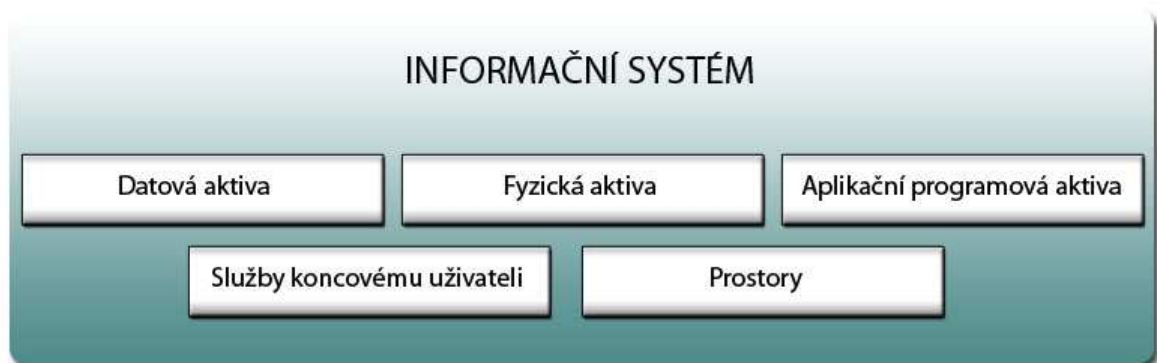 INFORMAČNÍ SYSTÉM
Datová aktiva
Fyzická aktiva
Aplikační programová aktiva
Služby koncovému uživateli
Prostory